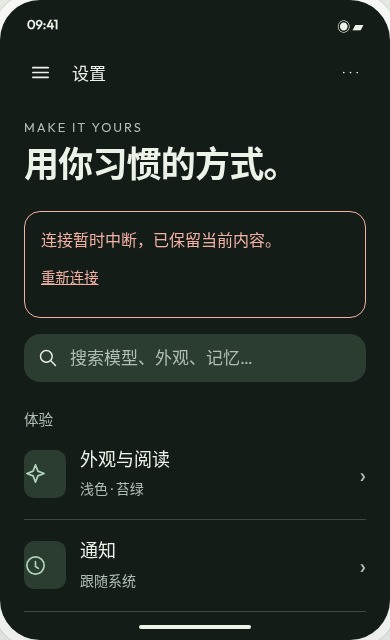 09:41
设置
...
MAKE IT YOURS
用你习惯的方式。
连接暂时中断，已保留当前内容。
重新连接
搜索模型、外观、记忆...
体验
外观与阅读
浅色 · 苔绿
通知
跟随系统